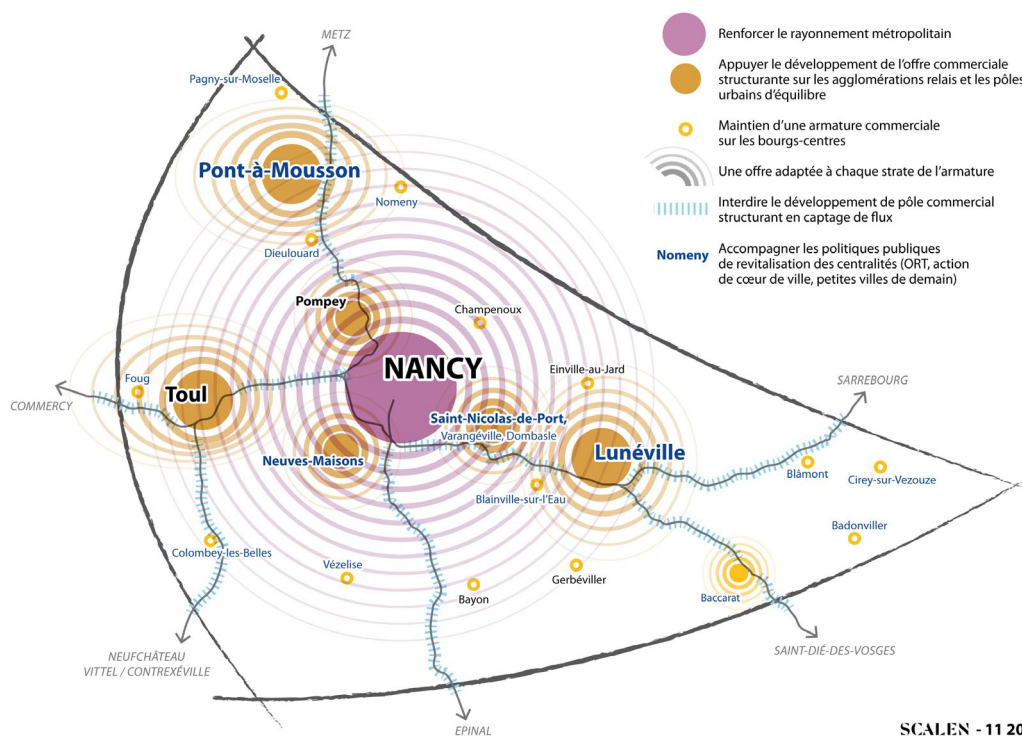 METZ
Pagny-sur-Moselle
Pont-à-Mousson
Nomeny
Dieulouard
Pompey
Champenoux
NANCY
Einville-au-Jard
SARREBOURG
Foug
Toul
COMMERCY
Saint-Nicolas-de-Port,
Varangéville, Dombasle
Neuves-Maisons
Lunéville
Blâmont
Cirey-sur-Vezouze
Blainville-sur-l'Eau
Badonviller
Colombey-les-Belles
Vézelise
Bayon
Gerbéviller
Baccarat
NEUFCHÂTEAU
VITTEL / CONTREXÉVILLE
SAINT-DIÉ-DES-VOSGES
EPINAL
Renforcer le rayonnement métropolitain
Appuyer le développement de l'offre commerciale
structurante sur les agglomérations relais et les pôles
urbains d'équilibre
Maintien d'une armature commerciale
sur les bourgs-centres
Une offre adaptée à chaque strate de l'armature
Interdire le développement de pôle commercial
structurant en captage de flux
Nomeny
Accompagner les politiques publiques
de revitalisation des centralités (ORT, action
de cœur de ville, petites villes de demain)
SCALEN - 11 20